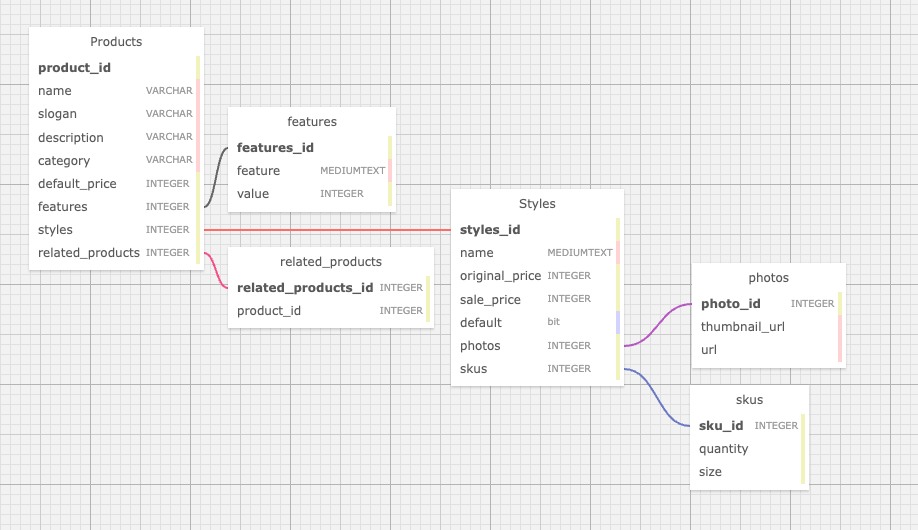 Products
product_id
name VARCHAR
slogan VARCHAR
description VARCHAR
category VARCHAR
default_price INTEGER
features INTEGER
styles INTEGER
related_products INTEGER
features
features_id
feature MEDIUMTEXT
value INTEGER
related_products
related_products_id INTEGER
product_id INTEGER
Styles
styles_id
name MEDIUMTEXT
original_price INTEGER
sale_price INTEGER
default bit
photos INTEGER
skus INTEGER
photos
photo_id INTEGER
thumbnail_url
url
skus
sku_id INTEGER
quantity
size